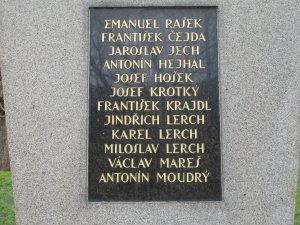 EMANUEL RAŠEK
FRANTIŠEK ČEJDA
JAROSLAV JECH
ANTONÍN HEJHAL
JOSEF HOŠEK
JOSEF KROTKÝ
FRANTIŠEK KRAJDL
JINDŘICH LERCH
KAREL LERCH
MILOSLAV LERCH
VÁCLAV MAREŠ
ANTONÍN MOUDRÝ